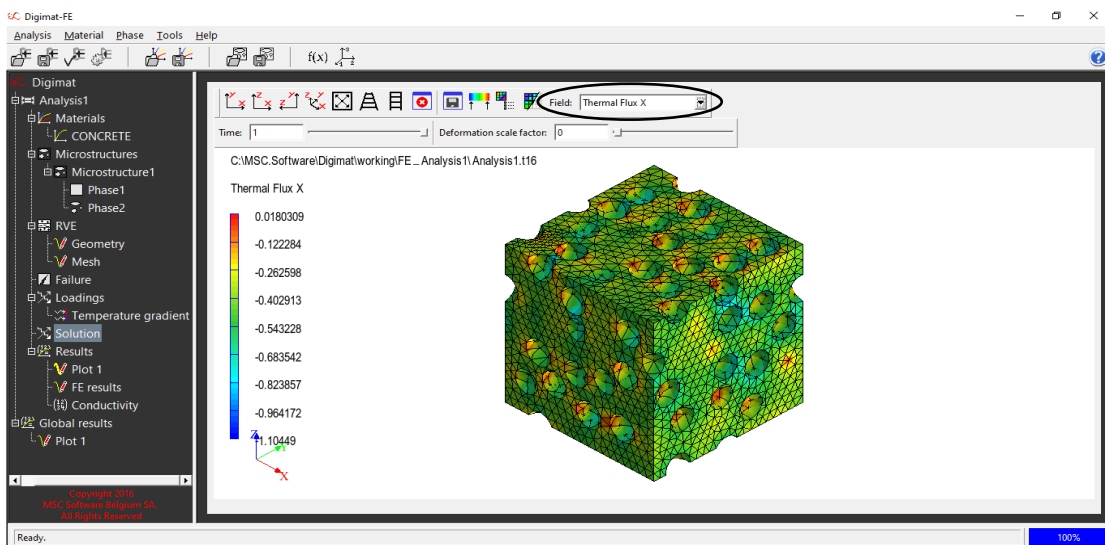 Digimat-FE
Analysis Material Phase Tools Help
f(x)
Digimat
Analysis1
Materials
CONCRETE
Microstructures
Microstructure1
Phase1
Phase2
RVE
Geometry
Mesh
Failure
Loadings
Temperature gradient
Solution
Results
Plot 1
FE results
Conductivity
Global results
Plot 1
Copyright 2016
MSC Software Belgium SA.
All Rights Reserved
Field: Thermal Flux X
Time: 1 Deformation scale factor: 0
C:\MSC.Software\Digimat\working\FE_Analysis1\Analysis1.t16
Thermal Flux X
0.0180309
-0.122284
-0.262598
-0.402913
-0.543228
-0.683542
-0.823857
-0.964172
-1.10449
Z
Y
X
Ready.
100%